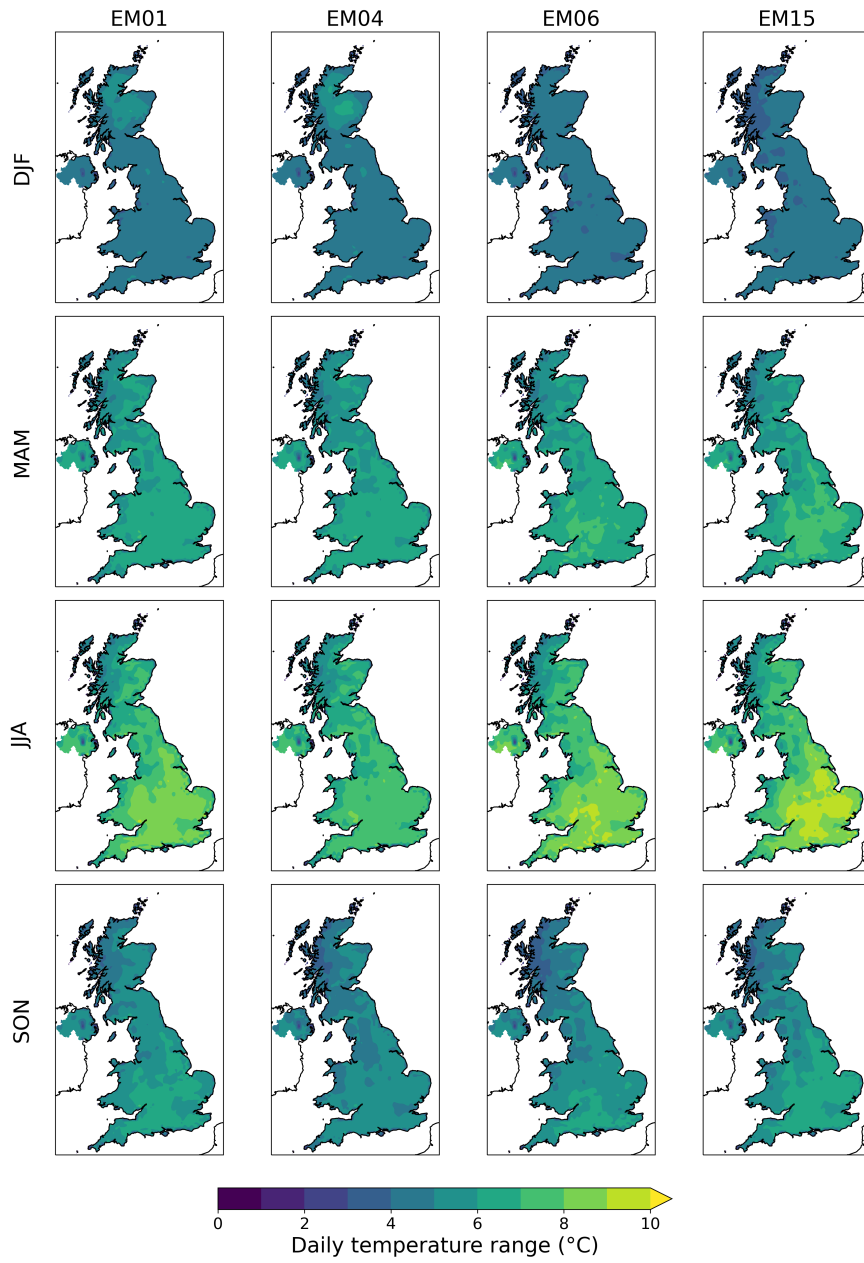 EM01 EM04 EM06 EM15
DJF
MAM
JJA
SON
0 2 4 6 8 10
Daily temperature range (°C)